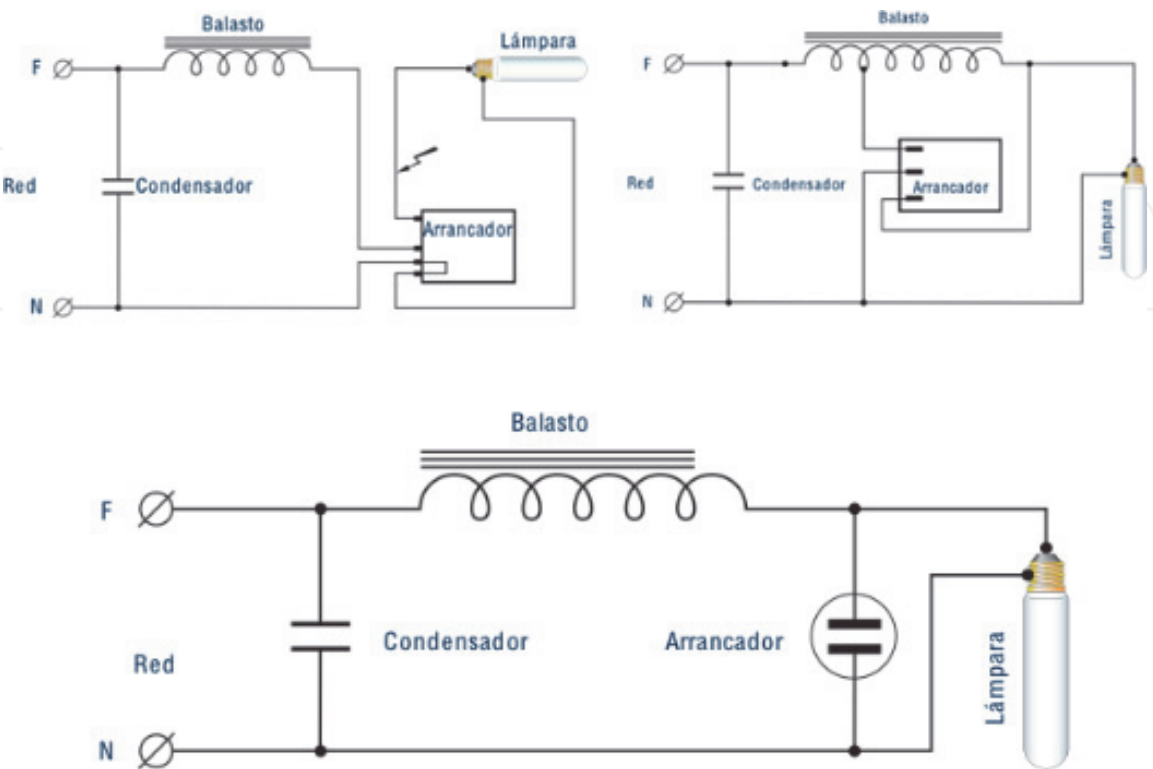 Balasto
F
Lámpara
Red
Condensador
Arrancador
N
Balasto
F
Red
Condensador
Arrancador
Lámpara
N
Balasto
F
Red
Condensador
Arrancador
Lámpara
N